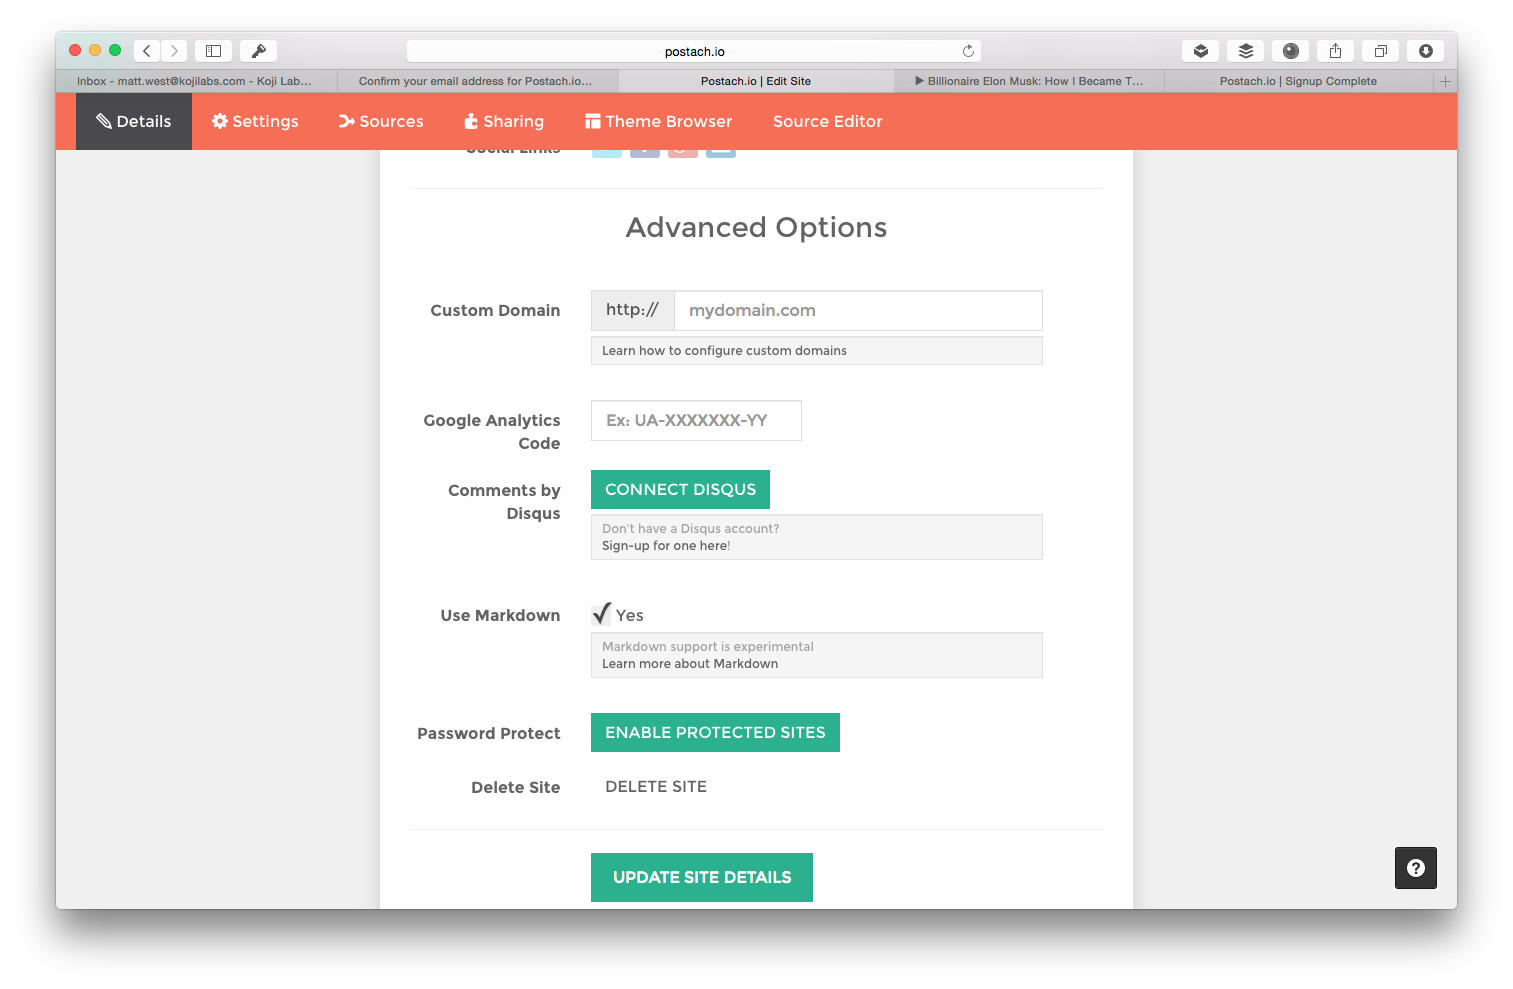 postach.io
Inbox - matt.west@kojilabs.com - Koji Lab...
Confirm your email address for Postach.io...
Postach.io | Edit Site
Billionaire Elon Musk: How I Became T...
Postach.io | Signup Complete
Details
Settings
Sources
Sharing
Theme Browser
Source Editor
Social Links
Advanced Options
Custom Domain
http://
mydomain.com
Learn how to configure custom domains
Google Analytics
Code
Ex: UA-XXXXXXX-YY
Comments by
Disqus
CONNECT DISQUS
Don't have a Disqus account?
Sign-up for one here!
Use Markdown
Yes
Markdown support is experimental
Learn more about Markdown
Password Protect
ENABLE PROTECTED SITES
Delete Site
DELETE SITE
UPDATE SITE DETAILS
?